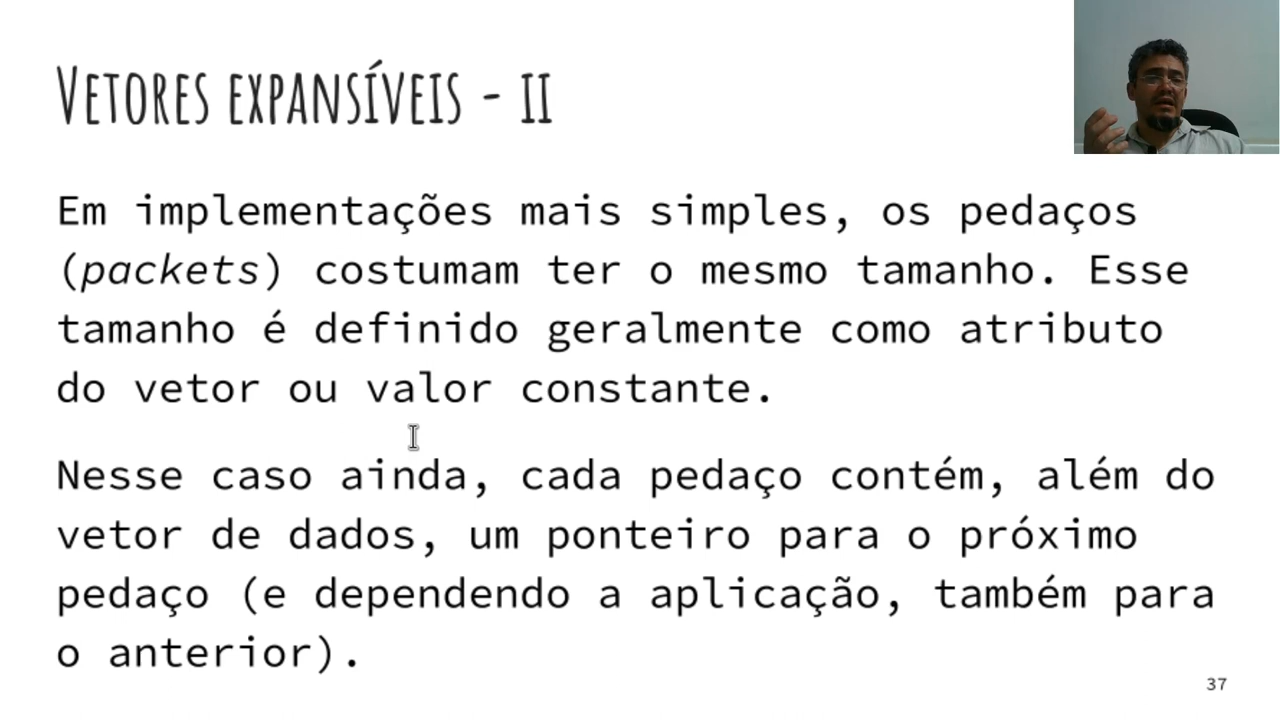 VETORES EXPANSÍVEIS - II
Em implementações mais simples, os pedaços
(packets) costumam ter o mesmo tamanho. Esse
tamanho é definido geralmente como atributo
do vetor ou valor constante.
Nesse caso ainda, cada pedaço contém, além do
vetor de dados, um ponteiro para o próximo
pedaço (e dependendo a aplicação, também para
o anterior).
37